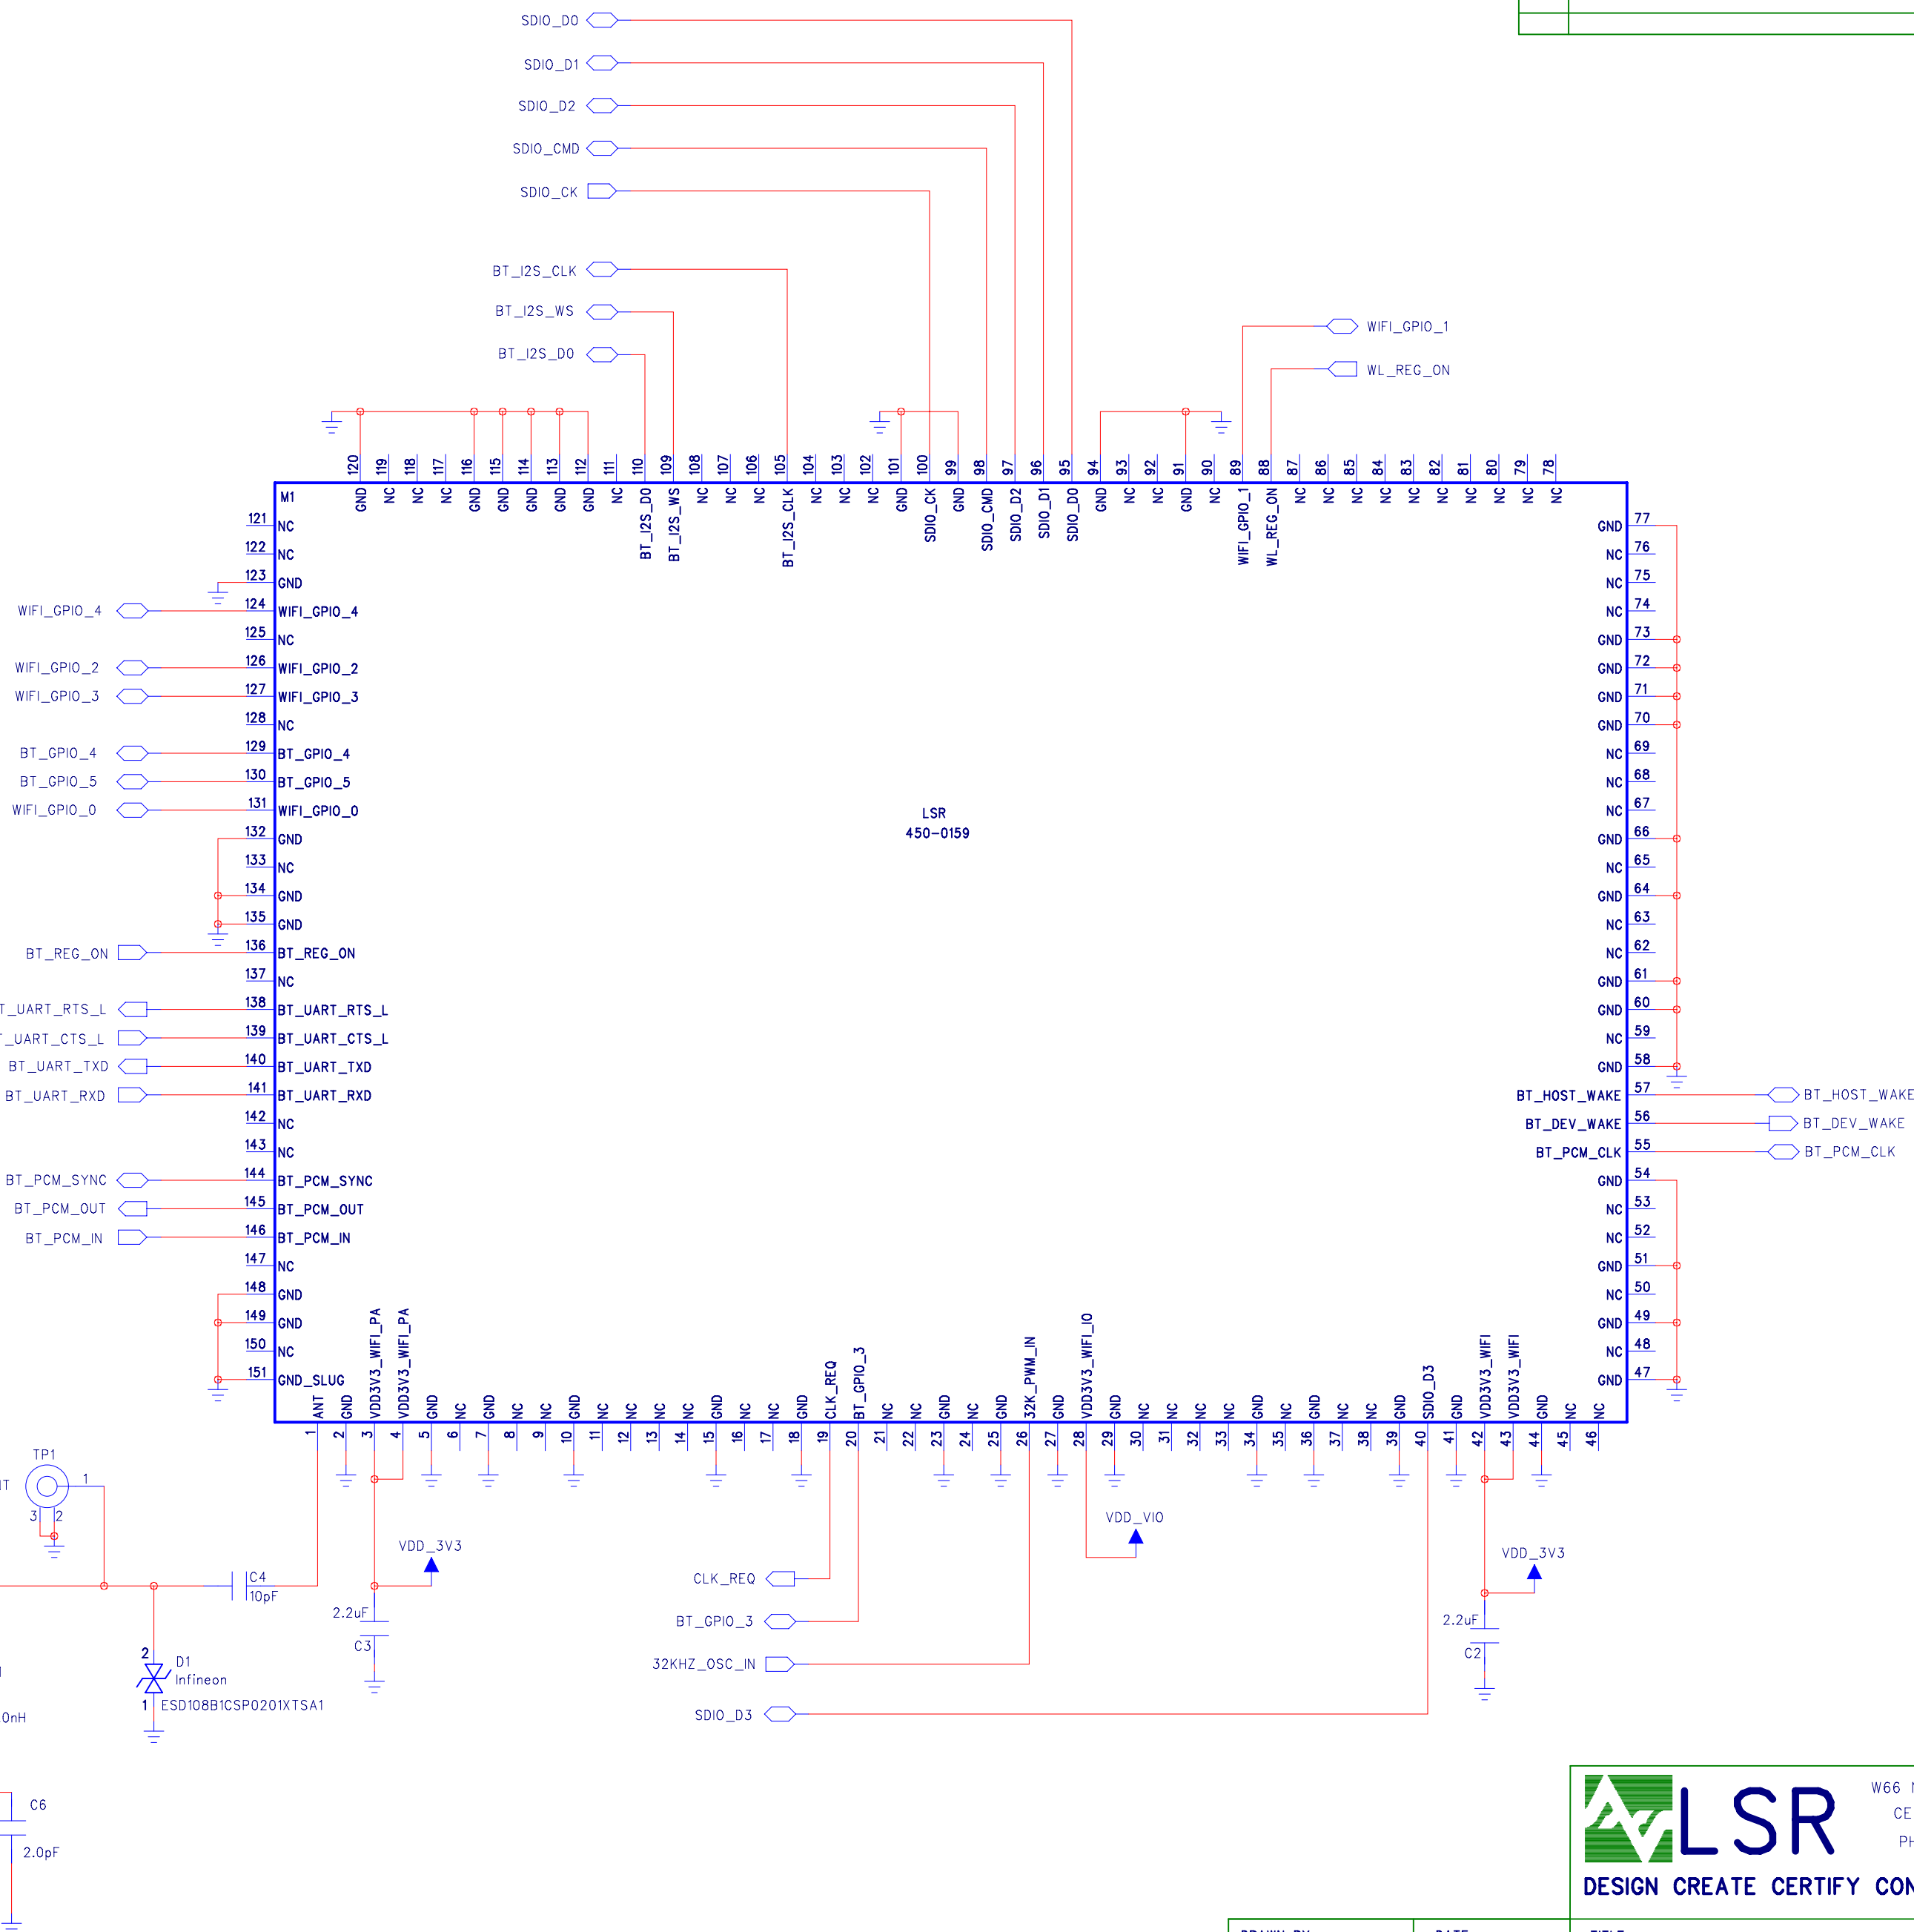 SDIO_D0
SDIO_D1
SDIO_D2
SDIO_CMD
SDIO_CK
BT_I2S_CLK
BT_I2S_WS
BT_I2S_DO
WIFI_GPIO_1
WL_REG_ON
120 119 118 117 116 115 114 113 112 111 110 109 108 107 106 105 104 103 102 101 100 99 98 97 96 95 94 93 92 91 90 89 88 87 86 85 84 83 82 81 80 79 78
GND NC NC NC GND GND GND GND GND NC BT_I2S_DO BT_I2S_WS NC NC NC BT_I2S_CLK NC NC NC GND SDIO_CK GND SDIO_CMD SDIO_D2 SDIO_D1 SDIO_D0 GND NC NC GND NC WIFI_GPIO_1 WL_REG_ON NC NC NC NC NC NC NC NC NC NC
M1
121 NC
122 NC
123 GND
WIFI_GPIO_4 124 WIFI_GPIO_4
125 NC
WIFI_GPIO_2 126 WIFI_GPIO_2
WIFI_GPIO_3 127 WIFI_GPIO_3
128 NC
BT_GPIO_4 129 BT_GPIO_4
BT_GPIO_5 130 BT_GPIO_5
WIFI_GPIO_0 131 WIFI_GPIO_0
132 GND
133 NC
134 GND
135 GND
BT_REG_ON 136 BT_REG_ON
137 NC
T_UART_RTS_L 138 BT_UART_RTS_L
_UART_CTS_L 139 BT_UART_CTS_L
BT_UART_TXD 140 BT_UART_TXD
BT_UART_RXD 141 BT_UART_RXD
142 NC
143 NC
BT_PCM_SYNC 144 BT_PCM_SYNC
BT_PCM_OUT 145 BT_PCM_OUT
BT_PCM_IN 146 BT_PCM_IN
147 NC
148 GND
149 GND
150 NC
151 GND_SLUG
LSR
450-0159
GND 77
NC 76
NC 75
NC 74
GND 73
GND 72
GND 71
GND 70
NC 69
NC 68
NC 67
GND 66
NC 65
GND 64
NC 63
NC 62
GND 61
GND 60
NC 59
GND 58
BT_HOST_WAKE 57 BT_HOST_WAKE
BT_DEV_WAKE 56 BT_DEV_WAKE
BT_PCM_CLK 55 BT_PCM_CLK
GND 54
NC 53
NC 52
GND 51
NC 50
GND 49
NC 48
GND 47
ANT GND VDD3V3_WIFI_PA VDD3V3_WIFI_PA GND NC GND NC NC GND NC NC NC NC GND NC NC GND CLK_REQ BT_GPIO_3 NC NC GND NC GND 32K_PWM_IN GND VDD3V3_WIFI_IO GND NC NC NC NC GND NC GND NC NC GND SDIO_D3 GND VDD3V3_WIFI VDD3V3_WIFI GND NC NC
1 2 3 4 5 6 7 8 9 10 11 12 13 14 15 16 17 18 19 20 21 22 23 24 25 26 27 28 29 30 31 32 33 34 35 36 37 38 39 40 41 42 43 44 45 46
TP1
1
3 2
C4
10pF
VDD_3V3
2.2uF
C3
2
D1
Infineon
1
ESD108B1CSP0201XTSA1
0nH
C6
2.0pF
VDD_VIO
CLK_REQ
BT_GPIO_3
32KHZ_OSC_IN
SDIO_D3
VDD_3V3
2.2uF
C2
LSR
W66
CE
PH
DESIGN CREATE CERTIFY CON